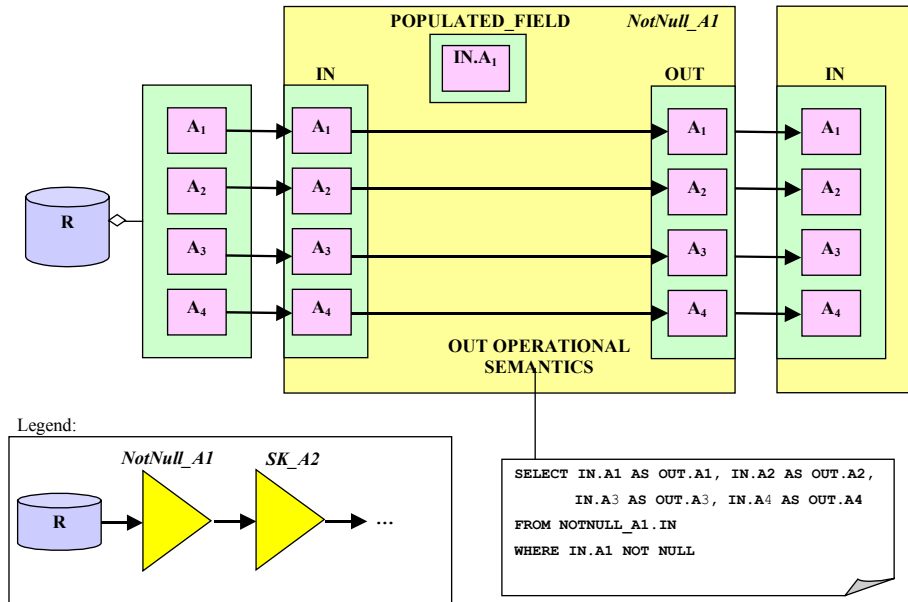 POPULATED_FIELD NotNull_A1
IN.A₁
IN OUT IN
A₁ A₁ A₁ A₁
A₂ A₂ A₂ A₂
R
A₃ A₃ A₃ A₃
A₄ A₄ A₄ A₄
OUT OPERATIONAL
SEMANTICS
Legend:
NotNull_A1 SK_A2
R ...
SELECT IN.A1 AS OUT.A1, IN.A2 AS OUT.A2,
IN.A3 AS OUT.A3, IN.A4 AS OUT.A4
FROM NOTNULL_A1.IN
WHERE IN.A1 NOT NULL